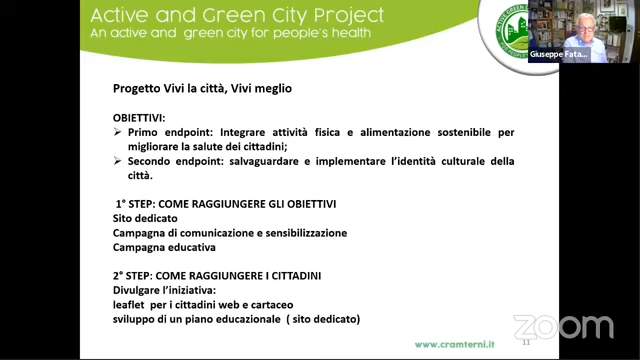 Active and Green City Project
An active and green city for people's health
Giuseppe Fata...
Progetto Vivi la città, Vivi meglio
OBIETTIVI:
➢ Primo endpoint: Integrare attività fisica e alimentazione sostenibile per
migliorare la salute dei cittadini;
➢ Secondo endpoint: salvaguardare e implementare l'identità culturale della
città.
1° STEP: COME RAGGIUNGERE GLI OBIETTIVI
Sito dedicato
Campagna di comunicazione e sensibilizzazione
Campagna educativa
2° STEP: COME RAGGIUNGERE I CITTADINI
Divulgare l'iniziativa:
leaflet per i cittadini web e cartaceo
sviluppo di un piano educazionale ( sito dedicato)
www.cramterni.it
11
zoom